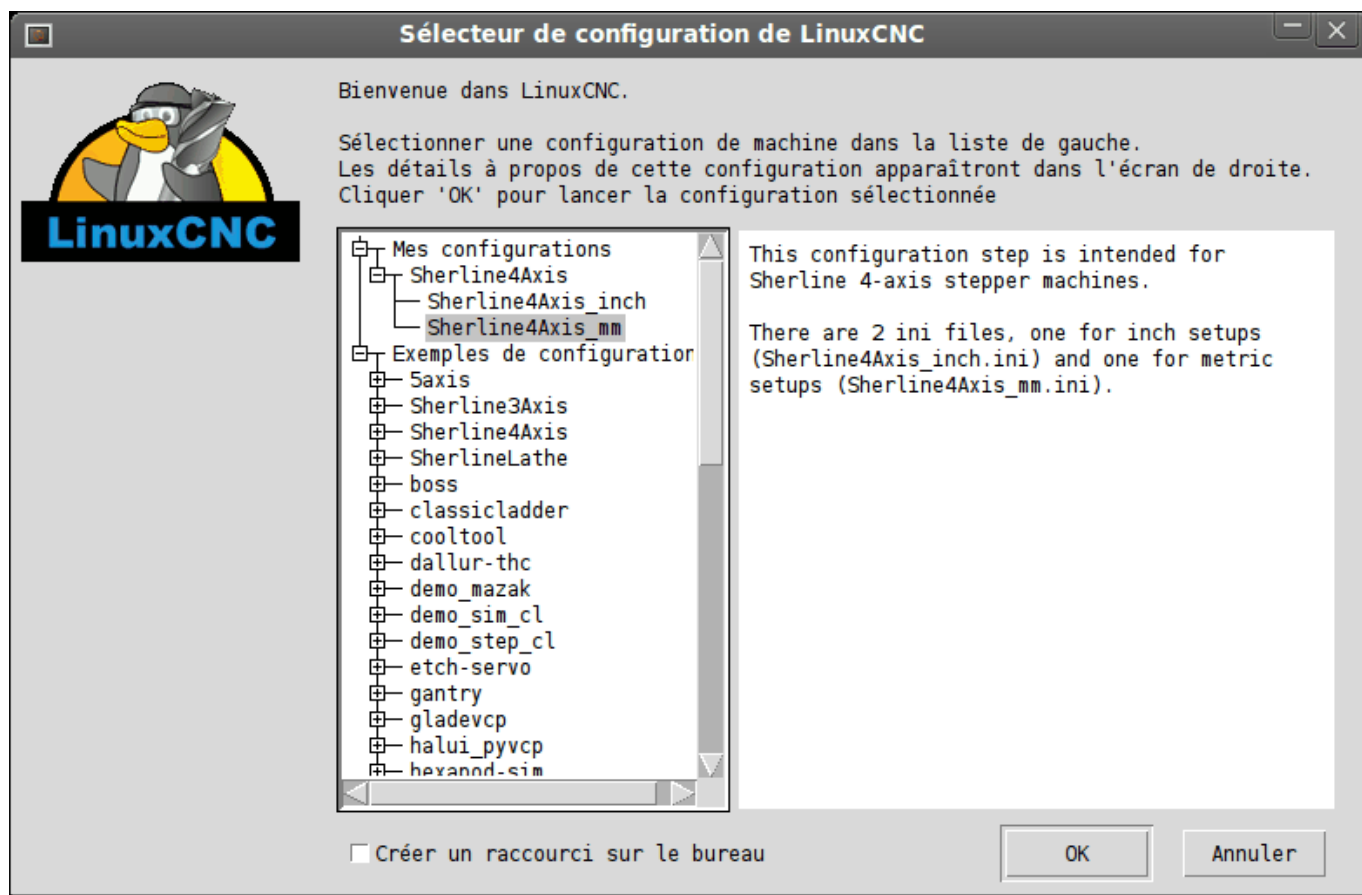 Sélecteur de configuration de LinuxCNC
LinuxCNC
Bienvenue dans LinuxCNC.
Sélectionner une configuration de machine dans la liste de gauche.
Les détails à propos de cette configuration apparaîtront dans l'écran de droite.
Cliquer 'OK' pour lancer la configuration sélectionnée
Mes configurations
Sherline4Axis
Sherline4Axis_inch
Sherline4Axis_mm
Exemples de configuration
5axis
Sherline3Axis
Sherline4Axis
SherlineLathe
boss
classicladder
cooltool
dallur-thc
demo_mazak
demo_sim_cl
demo_step_cl
etch-servo
gantry
gladevcp
halui_pyvcp
hexapod-sim
This configuration step is intended for
Sherline 4-axis stepper machines.
There are 2 ini files, one for inch setups
(Sherline4Axis_inch.ini) and one for metric
setups (Sherline4Axis_mm.ini).
Créer un raccourci sur le bureau
OK
Annuler